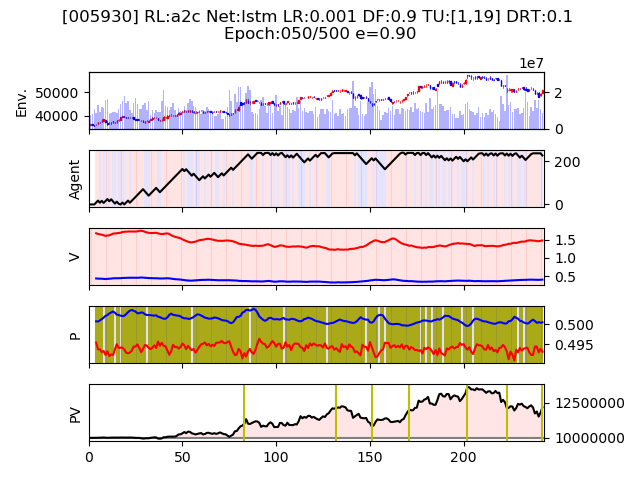 [005930] RL:a2c Net:lstm LR:0.001 DF:0.9 TU:[1,19] DRT:0.1
Epoch:050/500 e=0.90
1e7
Env.
50000
40000
2
0
Agent
200
0
V
1.5
1.0
0.5
P
0.500
0.495
PV
12500000
10000000
0
50
100
150
200